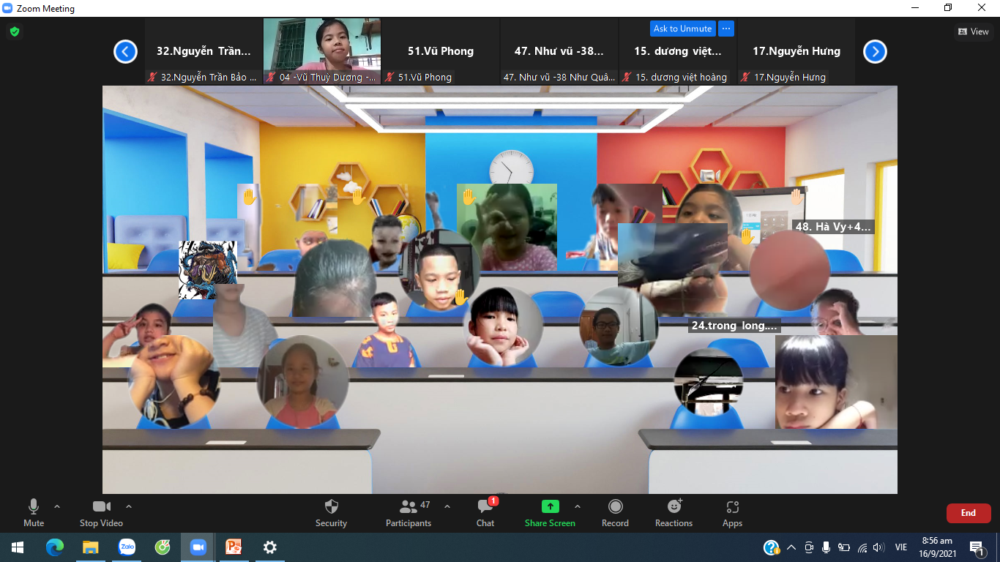 Zoom Meeting
Ask to Unmute
View
32.Nguyễn Trần...
51.Vũ Phong
47. Như vũ -38...
15. dương việt...
17.Nguyễn Hưng
32.Nguyễn Trần Bảo ...
04 -Vũ Thuỳ Dương -...
51.Vũ Phong
47. Như vũ -38 Như Quâ...
15. dương việt hoàng
17.Nguyễn Hưng
48. Hà Vy+4...
24.trong long....
47
1
Mute
Stop Video
Security
Participants
Chat
Share Screen
Record
Reactions
Apps
End
Zalo
VIE
8:56 am
16/9/2021
1